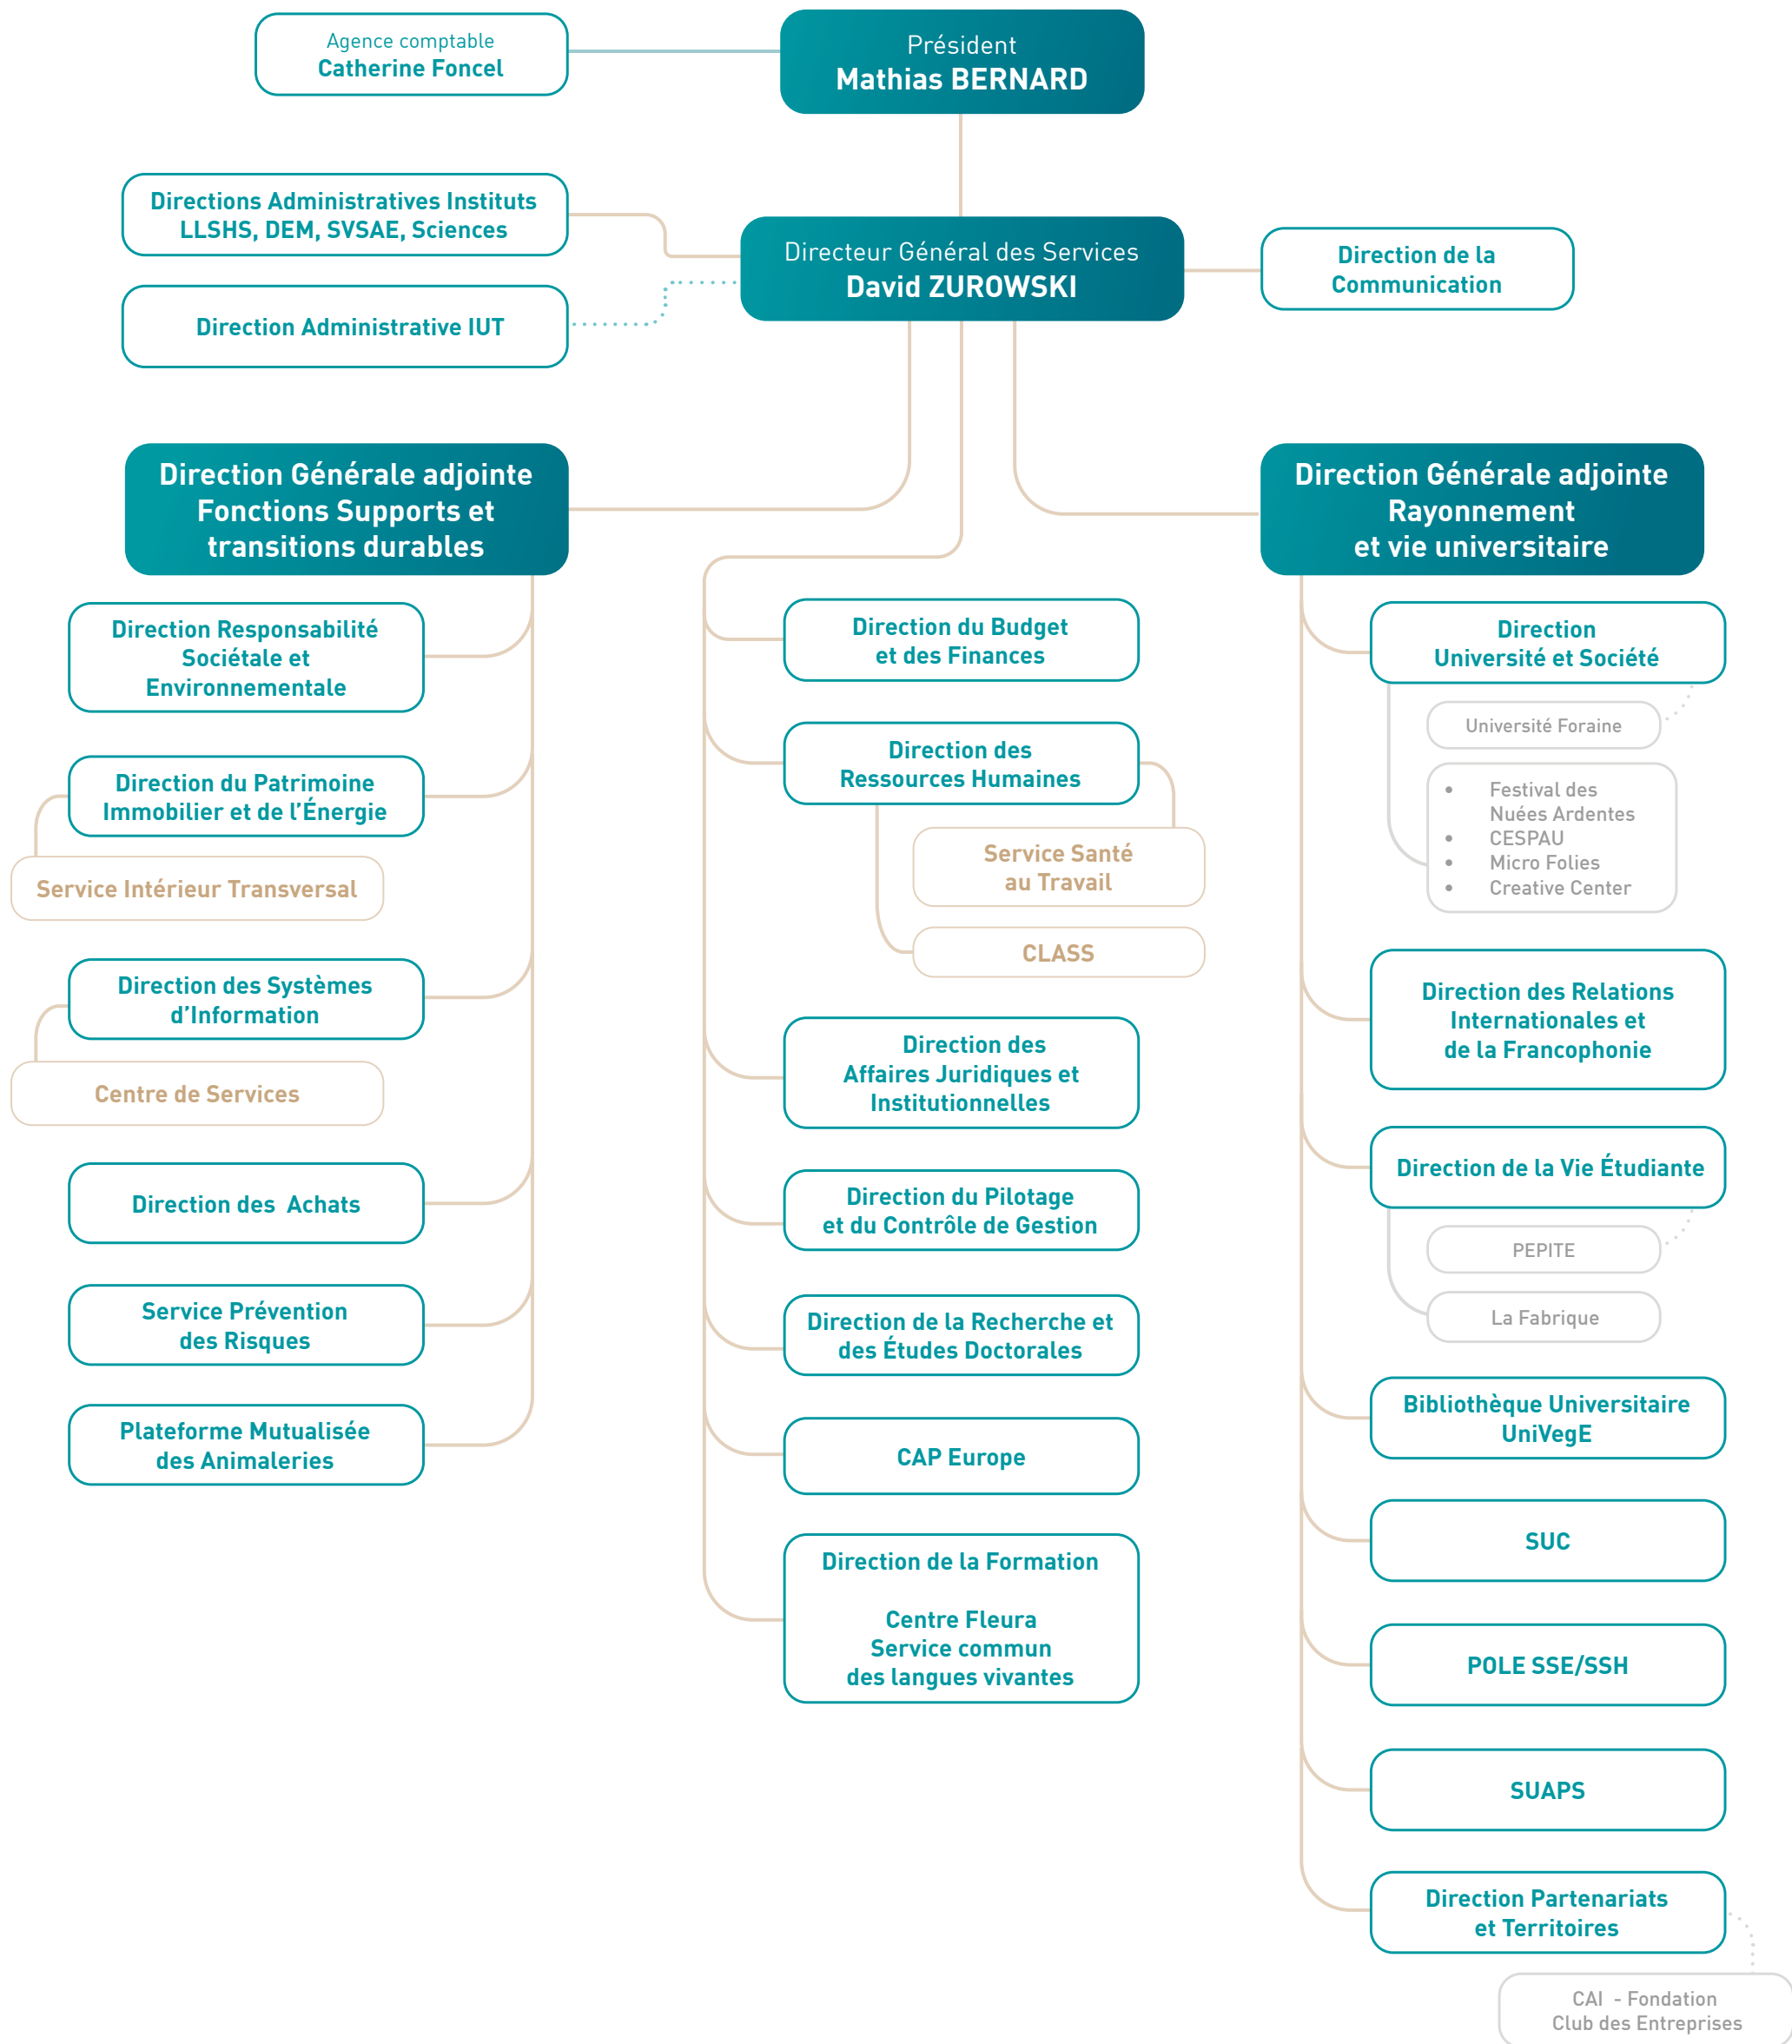 Agence comptable
Catherine Foncel
Président
Mathias BERNARD
Directions Administratives Instituts
LLSHS, DEM, SVSAE, Sciences
Direction Administrative IUT
Directeur Général des Services
David ZUROWSKI
Direction de la
Communication
Direction Générale adjointe
Fonctions Supports et
transitions durables
Direction Responsabilité
Sociétale et
Environnementale
Direction du Patrimoine
Immobilier et de l’Énergie
Service Intérieur Transversal
Direction des Systèmes
d’Information
Centre de Services
Direction des  Achats
Service Prévention
des Risques
Plateforme Mutualisée
des Animaleries
Direction du Budget
et des Finances
Direction des
Ressources Humaines
Service Santé
au Travail
CLASS
Direction des
Affaires Juridiques et
Institutionnelles
Direction du Pilotage
et du Contrôle de Gestion
Direction de la Recherche et
des Études Doctorales
CAP Europe
Direction de la Formation
Centre Fleura
Service commun
des langues vivantes
Direction Générale adjointe
Rayonnement
et vie universitaire
Direction
Université et Société
Université Foraine
• Festival des
Nuées Ardentes
• CESPAU
• Micro Folies
• Creative Center
Direction des Relations
Internationales et
de la Francophonie
Direction de la Vie Étudiante
PEPITE
La Fabrique
Bibliothèque Universitaire
UniVegE
SUC
POLE SSE/SSH
SUAPS
Direction Partenariats
et Territoires
CAI  - Fondation
Club des Entreprises